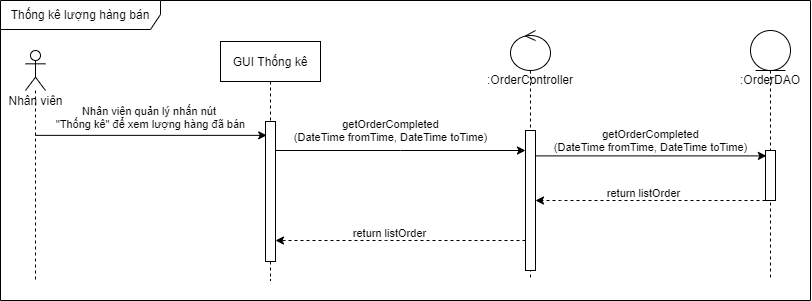 Thống kê lượng hàng bán
GUI Thống kê
:OrderController
:OrderDAO
Nhân viên
Nhân viên quản lý nhấn nút
"Thống kê" để xem lượng hàng đã bán
getOrderCompleted
(DateTime fromTime, DateTime toTime)
getOrderCompleted
(DateTime fromTime, DateTime toTime)
return listOrder
return listOrder